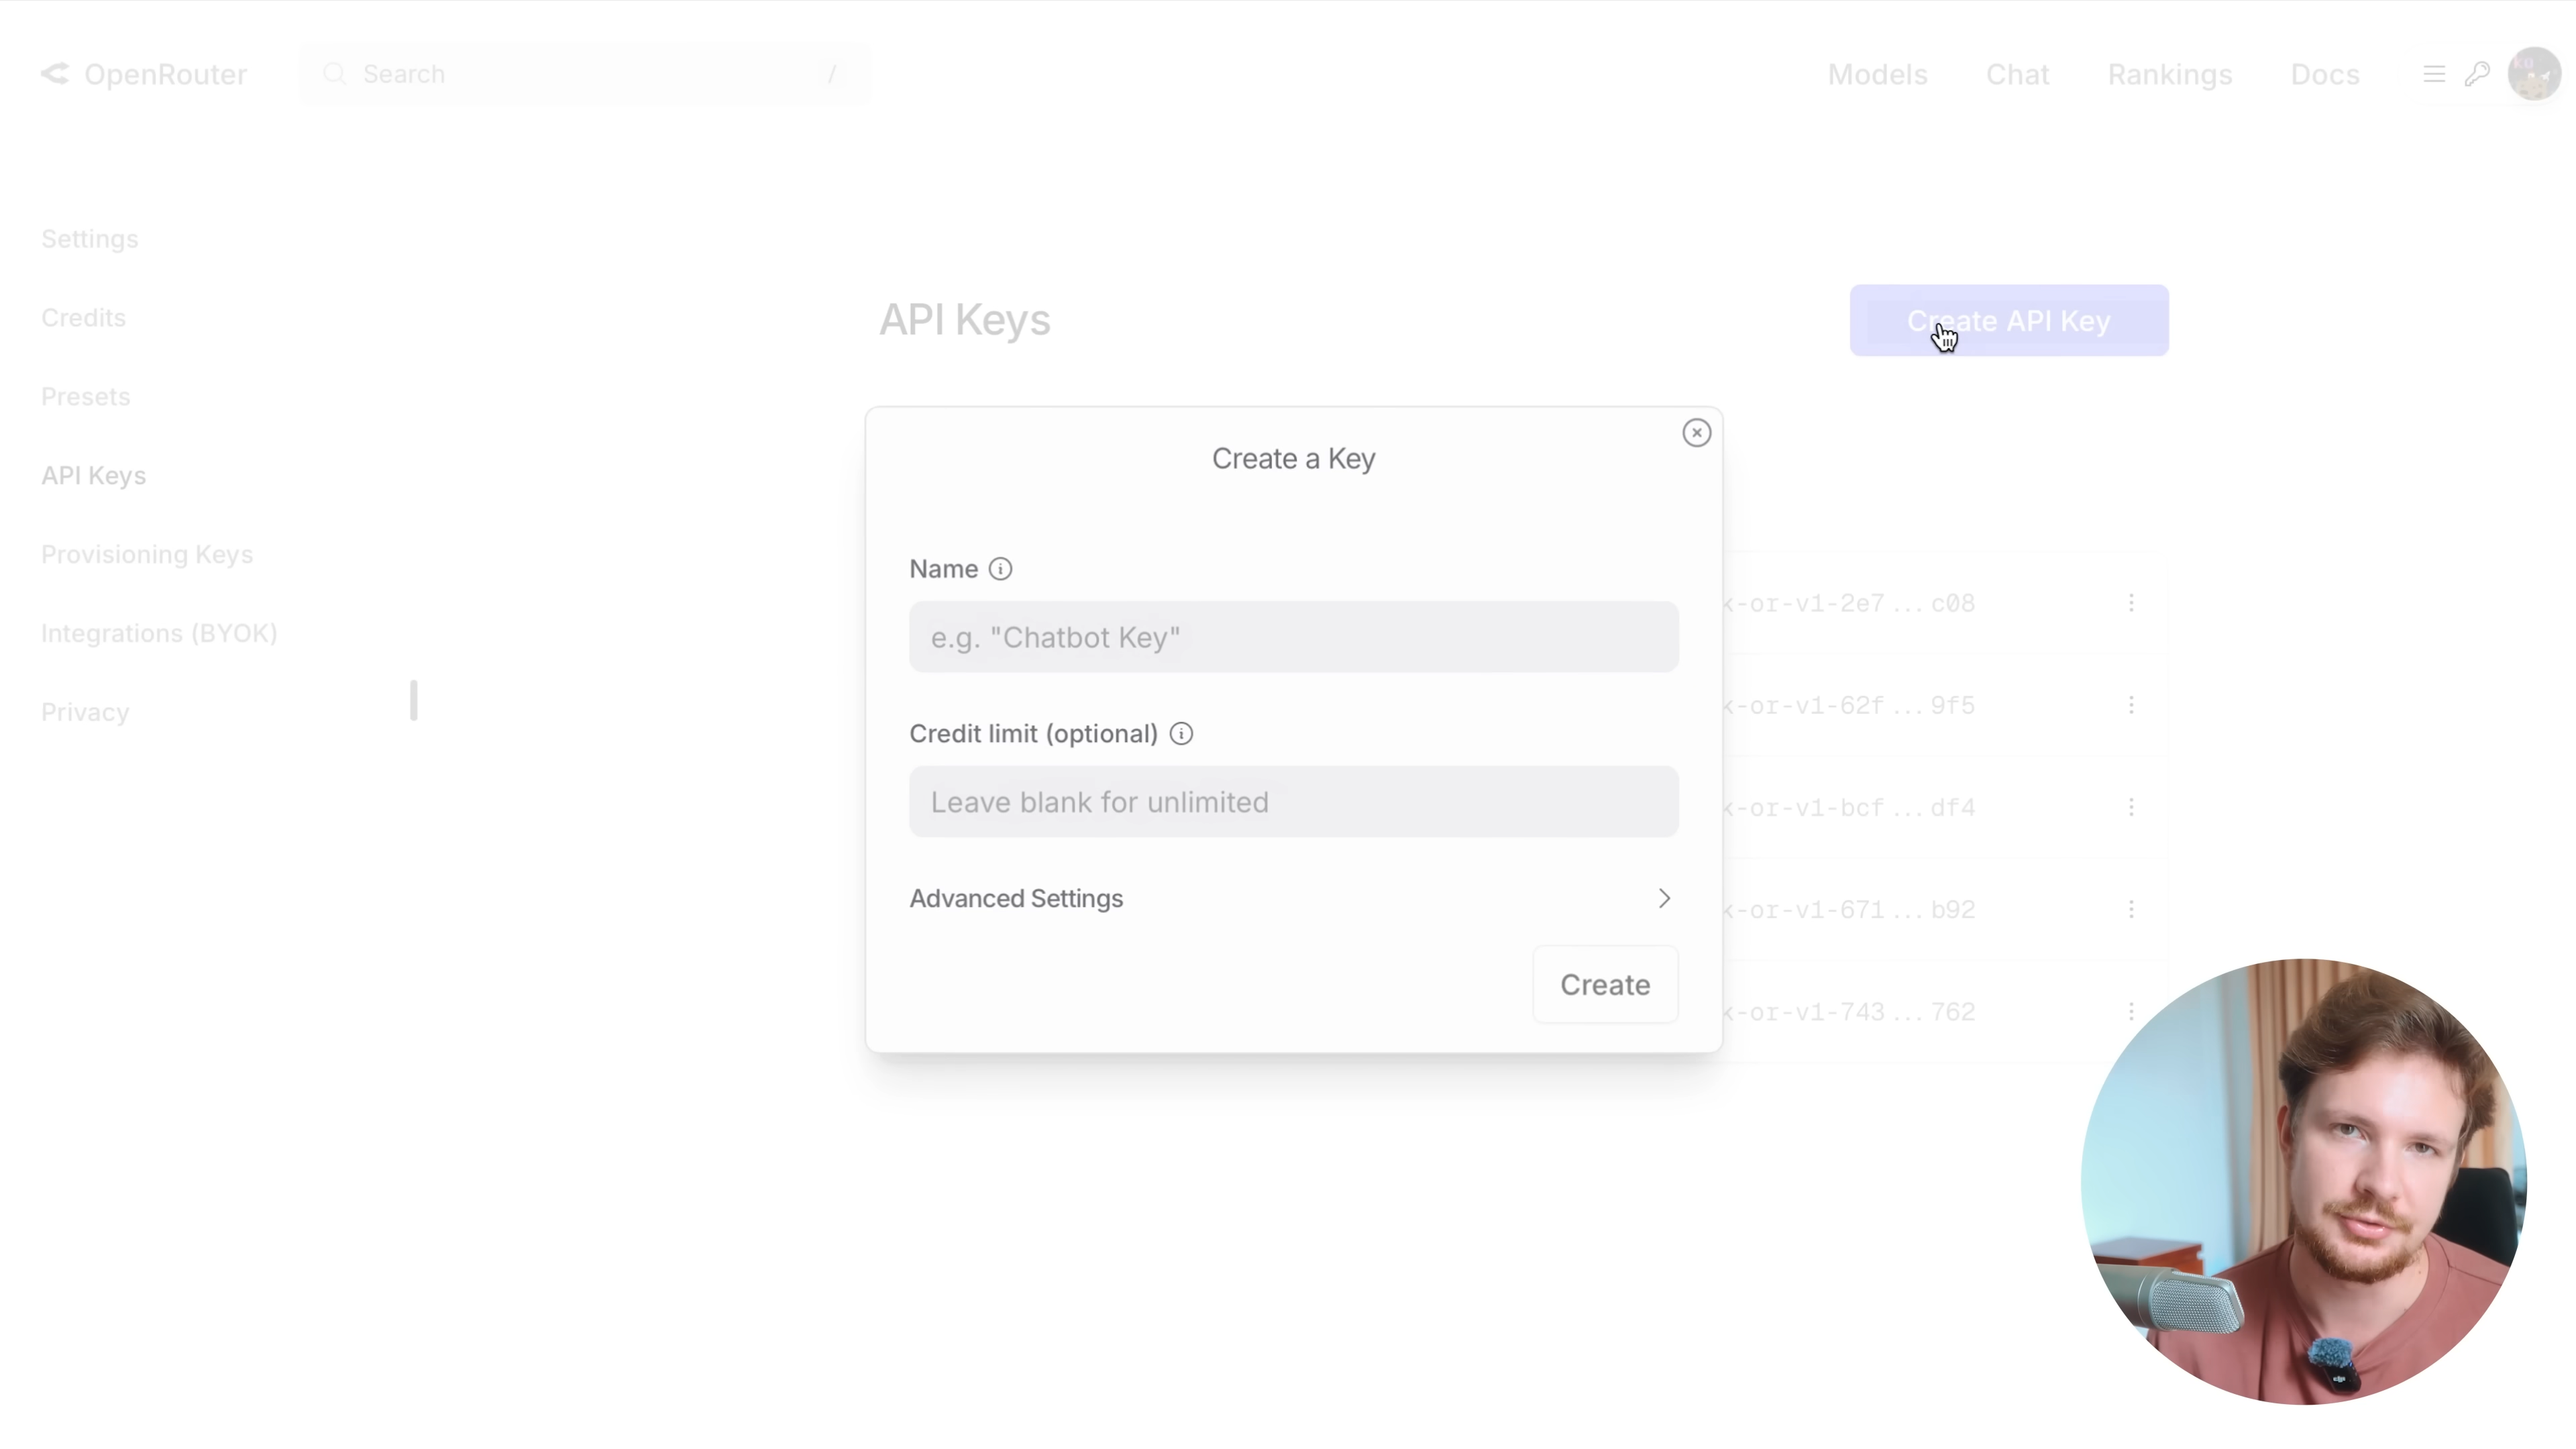 OpenRouter
Search
/
Models
Chat
Rankings
Docs
Settings
Credits
Presets
API Keys
Provisioning Keys
Integrations (BYOK)
Privacy
API Keys
Create API Key
Create a Key
Name
e.g. "Chatbot Key"
Credit limit (optional)
Leave blank for unlimited
Advanced Settings
Create
k-or-v1-2e7 ... c08
k-or-v1-62f ... 9f5
k-or-v1-bcf ... df4
k-or-v1-671 ... b92
k-or-v1-743 ... 762